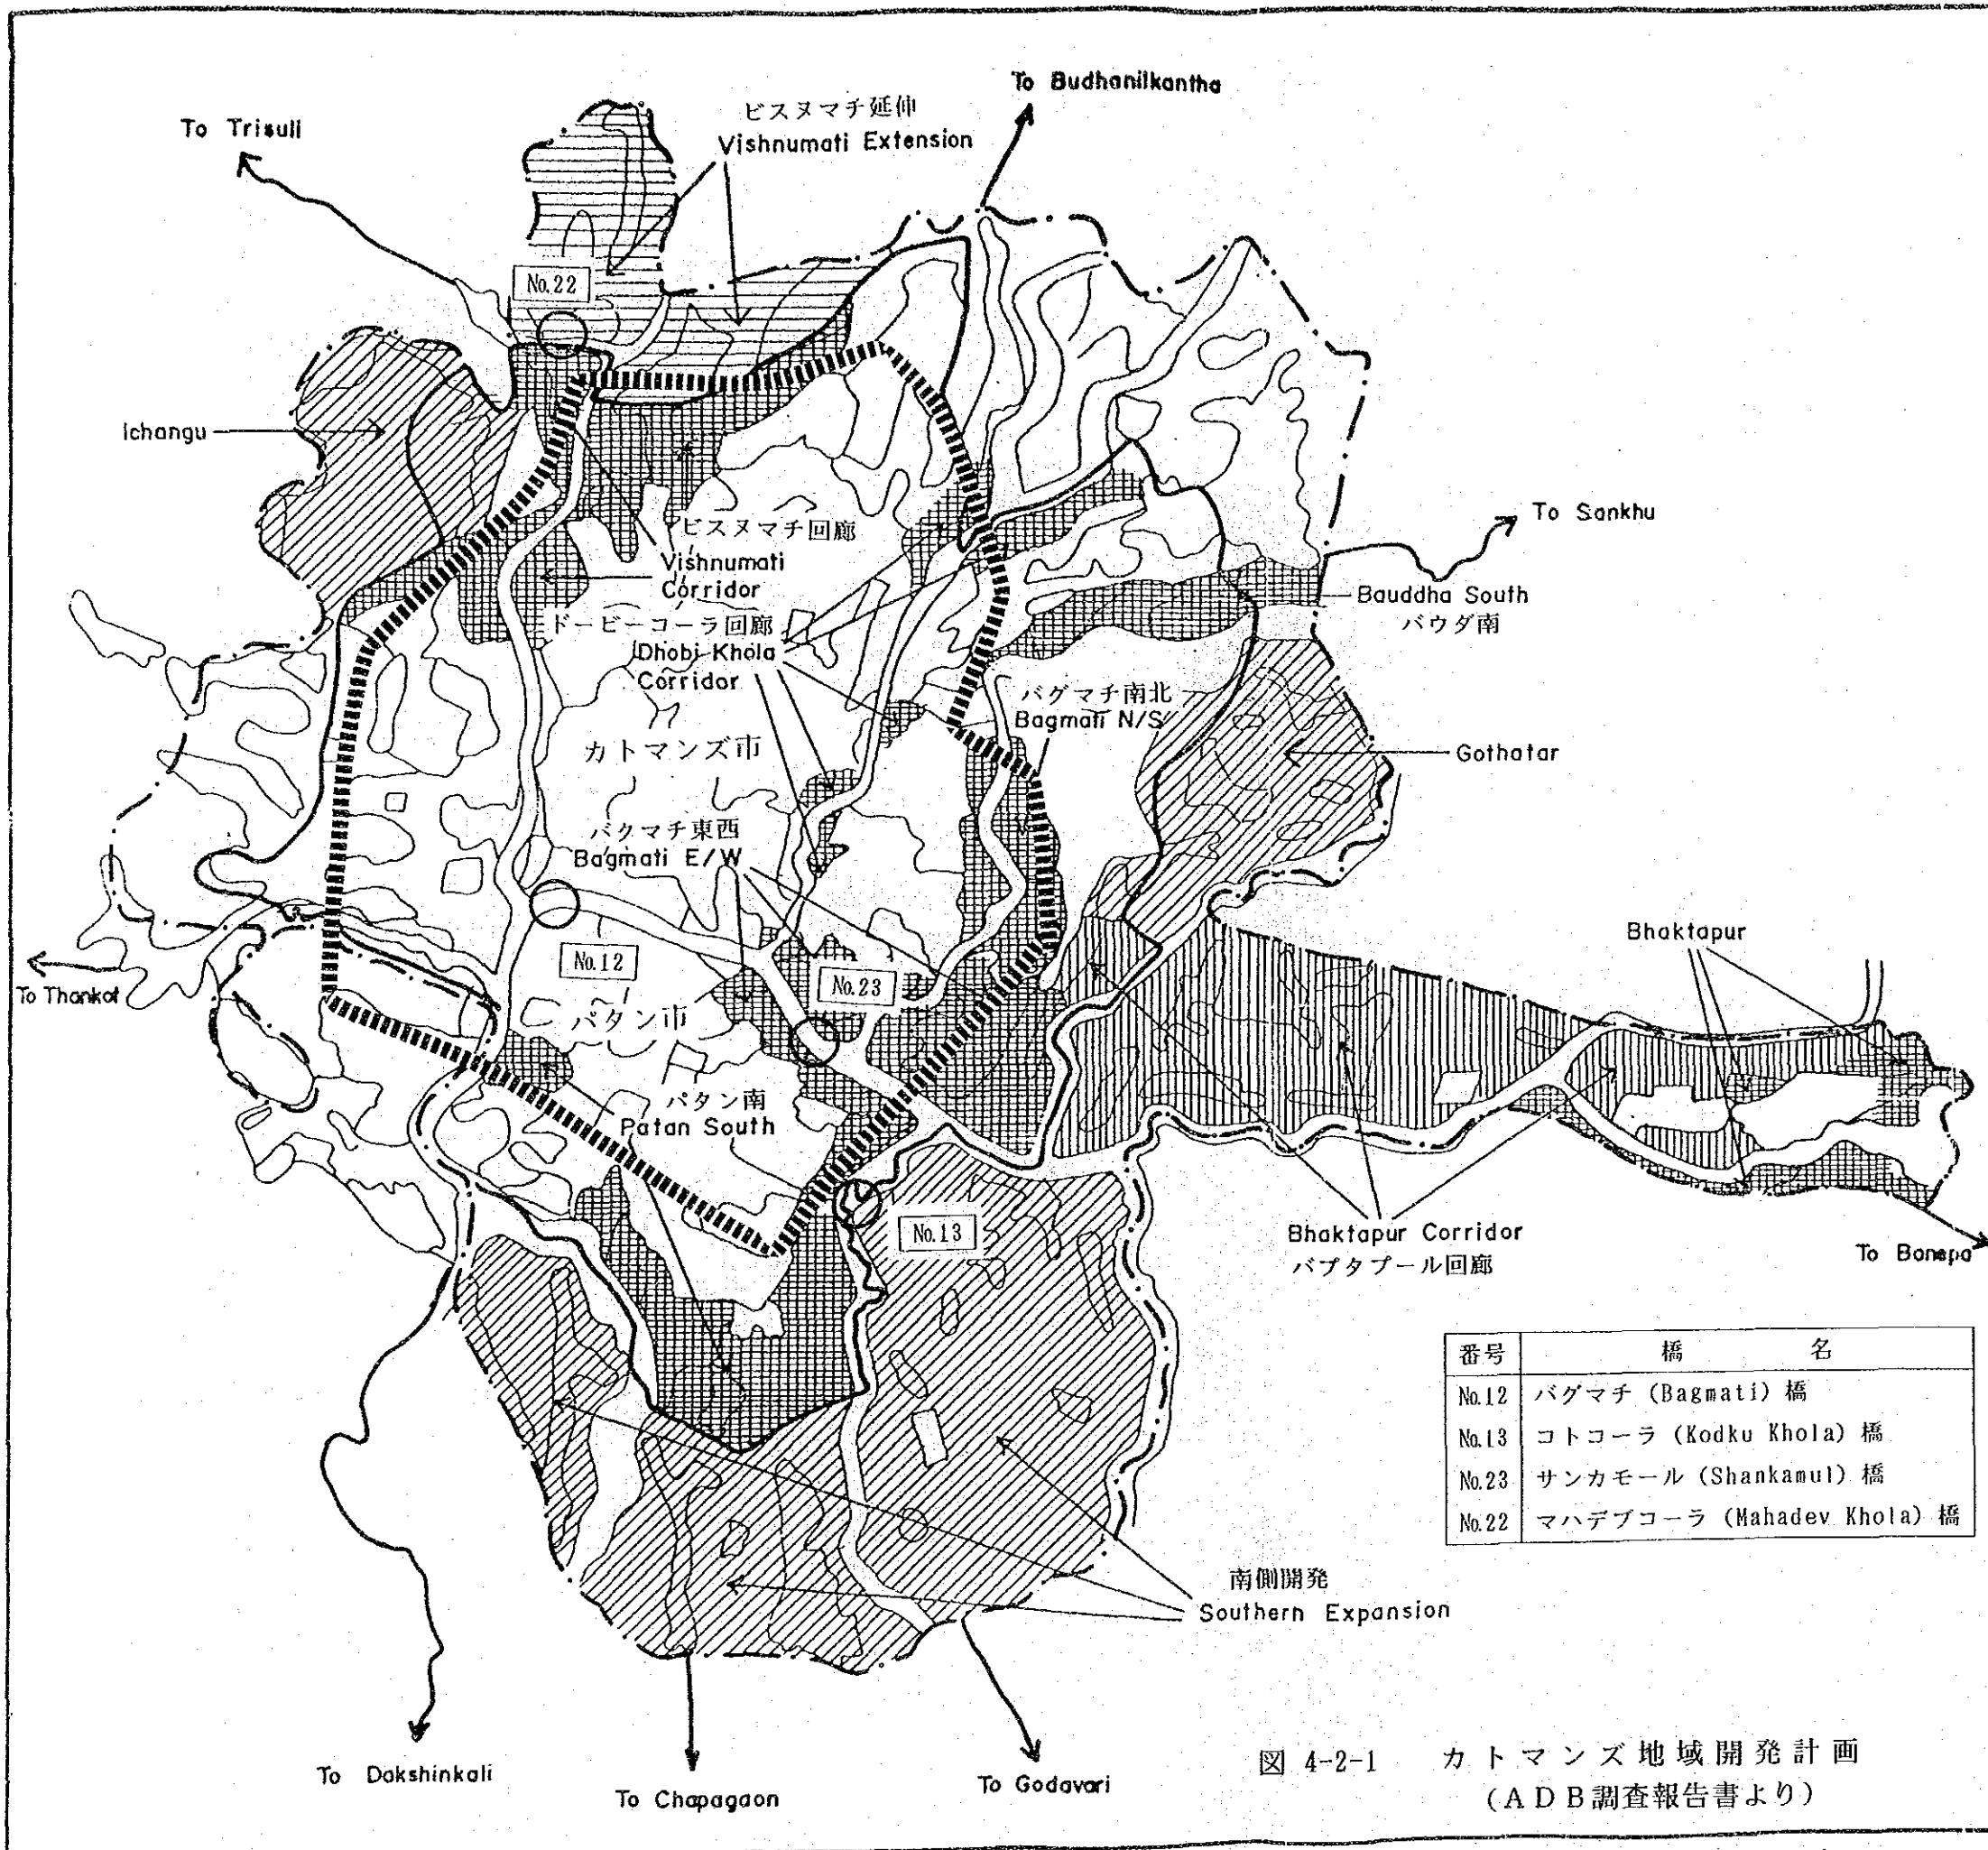 To Budhanilkantha
ビスヌマチ延伸
Vishnumati Extension
To Trisuli
No.22
Ichangu
To Sankhu
ビスヌマチ回廊
Vishnumati
Corridor
Bauddha South
バウダ南
ドービーコーラ回廊
Dhobi Khola
Corridor
バグマチ南北
Bagmati N/S
カトマンズ市
Gothatar
バグマチ東西
Bagmati E/W
Bhaktapur
No.12
No.23
To Thankot
パタン市
パタン南
Patan South
No.13
Bhaktapur Corridor
バプタプール回廊
To Banepa
番号 橋 名
No.12 バグマチ (Bagmati) 橋
No.13 コトコーラ (Kodku Khola) 橋
No.23 サンカモール (Shankamul) 橋
No.22 マハデブコーラ (Mahadev Khola) 橋
南側開発
Southern Expansion
To Dakshinkali
To Chapagaon
To Godavari
図 4-2-1 カトマンズ地域開発計画
(ADB調査報告書より)